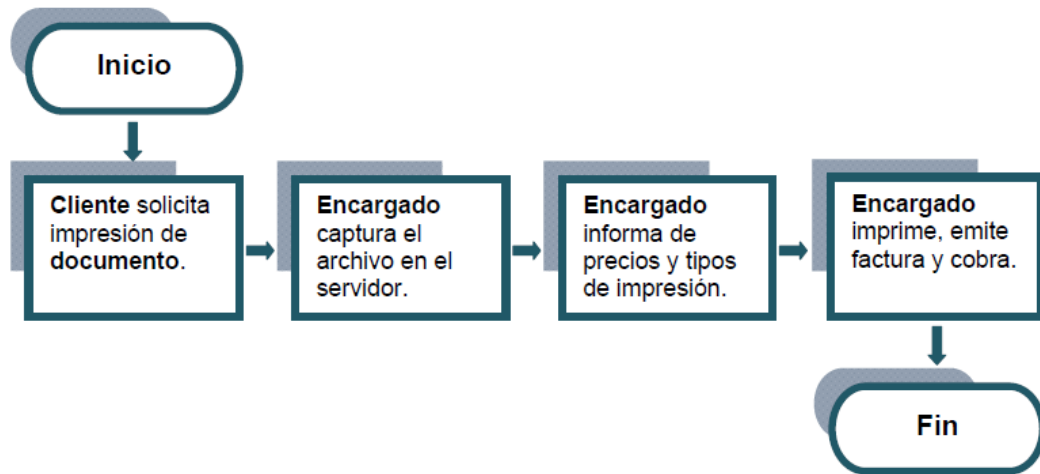 Inicio
Cliente solicita
impresión de
documento.
Encargado
captura el
archivo en el
servidor.
Encargado
informa de
precios y tipos
de impresión.
Encargado
imprime, emite
factura y cobra.
Fin